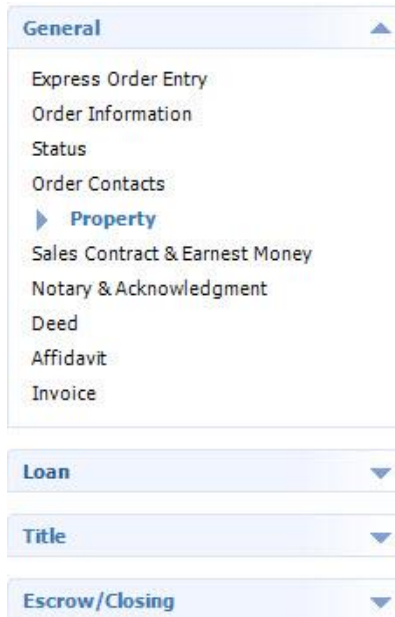 General
Express Order Entry
Order Information
Status
Order Contacts
Property
Sales Contract & Earnest Money
Notary & Acknowledgment
Deed
Affidavit
Invoice
Loan
Title
Escrow/Closing